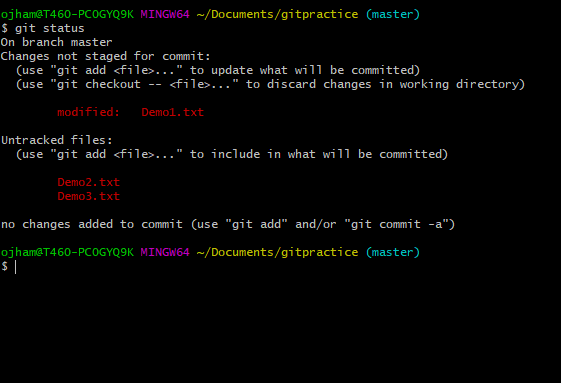 ojham@T460-PC0GYQ9K MINGW64 ~/Documents/gitpractice (master)
$ git status
On branch master
Changes not staged for commit:
  (use "git add <file>..." to update what will be committed)
  (use "git checkout -- <file>..." to discard changes in working directory)
        modified:   Demo1.txt
Untracked files:
  (use "git add <file>..." to include in what will be committed)
        Demo2.txt
        Demo3.txt
no changes added to commit (use "git add" and/or "git commit -a")
ojham@T460-PC0GYQ9K MINGW64 ~/Documents/gitpractice (master)
$